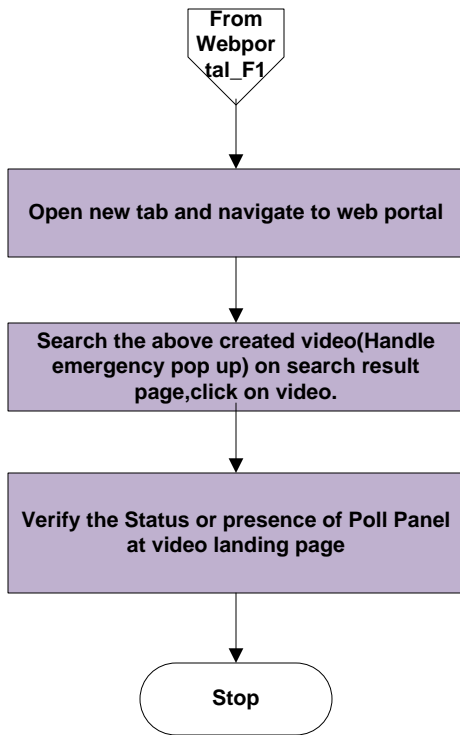 From
Webpor
tal_F1
Open new tab and navigate to web portal
Search the above created video(Handle
emergency pop up) on search result
page,click on video.
Verify the Status or presence of Poll Panel
at video landing page
Stop